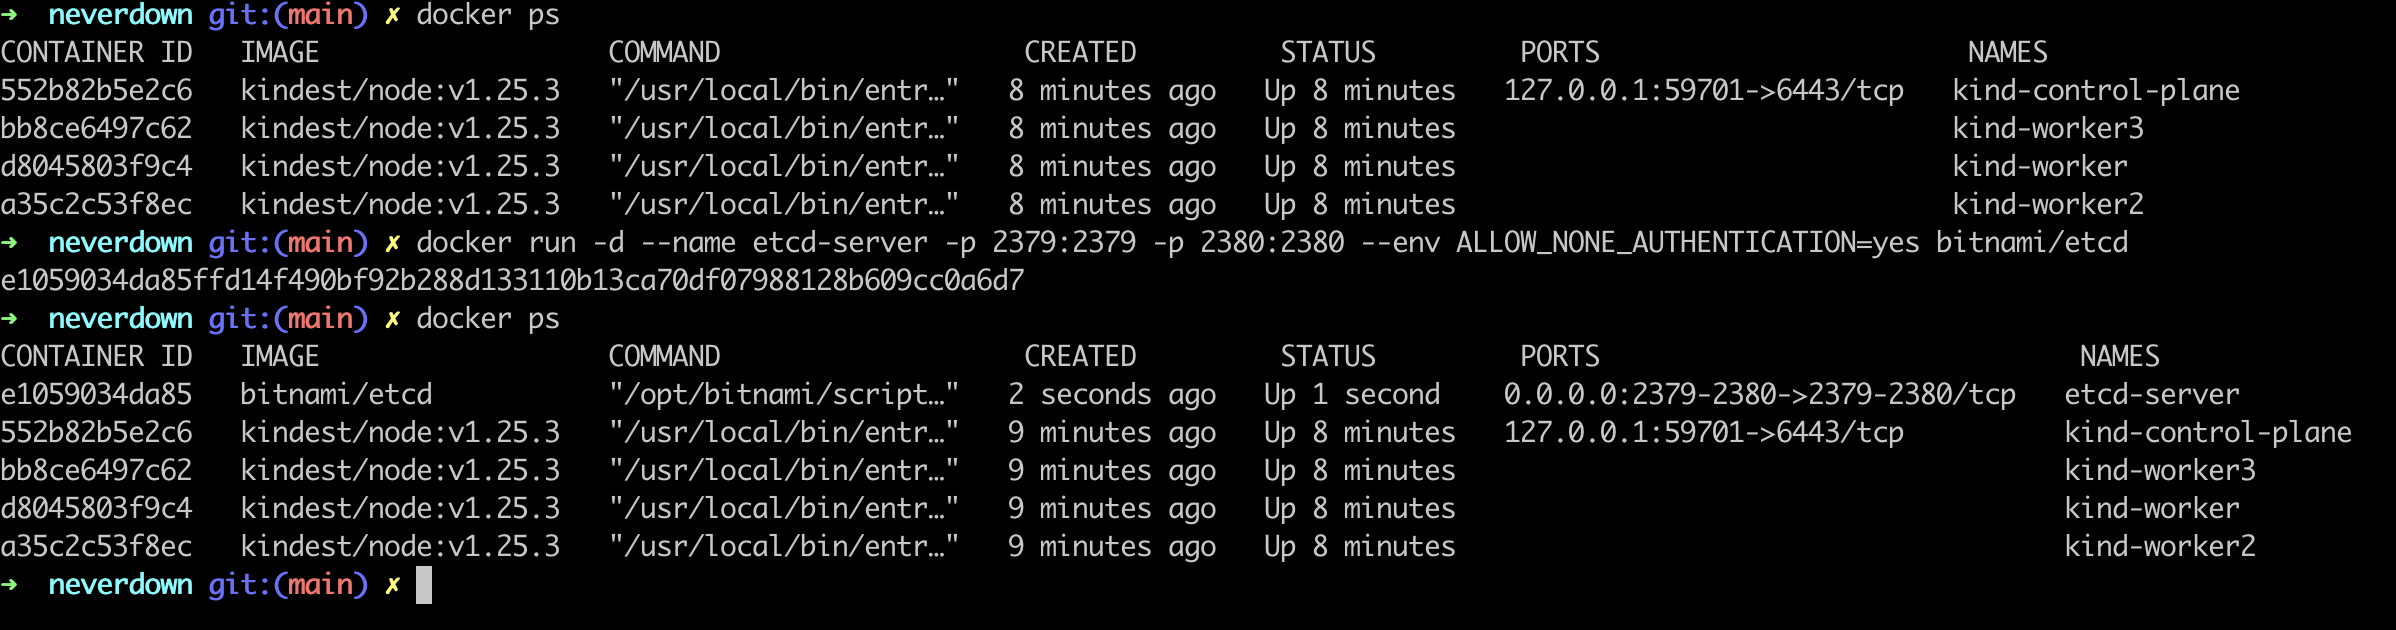 ➜  neverdown git:(main) ✗ docker ps
CONTAINER ID   IMAGE                  COMMAND                   CREATED         STATUS         PORTS                       NAMES
552b82b5e2c6   kindest/node:v1.25.3   "/usr/local/bin/entr…"   8 minutes ago   Up 8 minutes   127.0.0.1:59701->6443/tcp   kind-control-plane
bb8ce6497c62   kindest/node:v1.25.3   "/usr/local/bin/entr…"   8 minutes ago   Up 8 minutes                               kind-worker3
d8045803f9c4   kindest/node:v1.25.3   "/usr/local/bin/entr…"   8 minutes ago   Up 8 minutes                               kind-worker
a35c2c53f8ec   kindest/node:v1.25.3   "/usr/local/bin/entr…"   8 minutes ago   Up 8 minutes                               kind-worker2
➜  neverdown git:(main) ✗ docker run -d --name etcd-server -p 2379:2379 -p 2380:2380 --env ALLOW_NONE_AUTHENTICATION=yes bitnami/etcd
e1059034da85ffd14f490bf92b288d133110b13ca70df07988128b609cc0a6d7
➜  neverdown git:(main) ✗ docker ps
CONTAINER ID   IMAGE                  COMMAND                   CREATED         STATUS         PORTS                              NAMES
e1059034da85   bitnami/etcd           "/opt/bitnami/script…"   2 seconds ago   Up 1 second    0.0.0.0:2379-2380->2379-2380/tcp   etcd-server
552b82b5e2c6   kindest/node:v1.25.3   "/usr/local/bin/entr…"   9 minutes ago   Up 8 minutes   127.0.0.1:59701->6443/tcp          kind-control-plane
bb8ce6497c62   kindest/node:v1.25.3   "/usr/local/bin/entr…"   9 minutes ago   Up 8 minutes                                      kind-worker3
d8045803f9c4   kindest/node:v1.25.3   "/usr/local/bin/entr…"   9 minutes ago   Up 8 minutes                                      kind-worker
a35c2c53f8ec   kindest/node:v1.25.3   "/usr/local/bin/entr…"   9 minutes ago   Up 8 minutes                                      kind-worker2
➜  neverdown git:(main) ✗